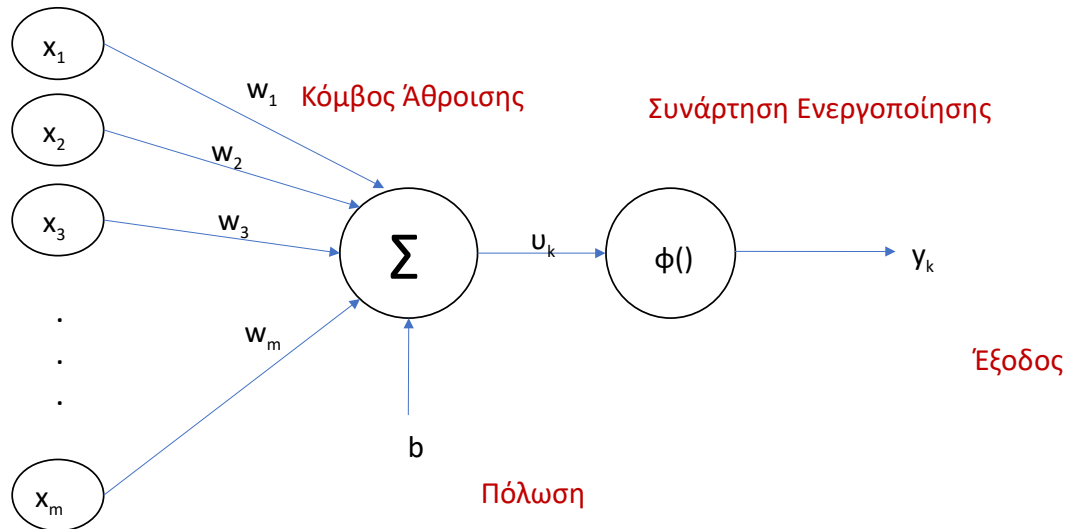 x₁
w₁
Κόμβος Άθροισης
Συνάρτηση Ενεργοποίησης
x₂
w₂
x₃
w₃
Σ
υₖ
φ()
yₖ
.
.
.
wₘ
Έξοδος
b
xₘ
Πόλωση